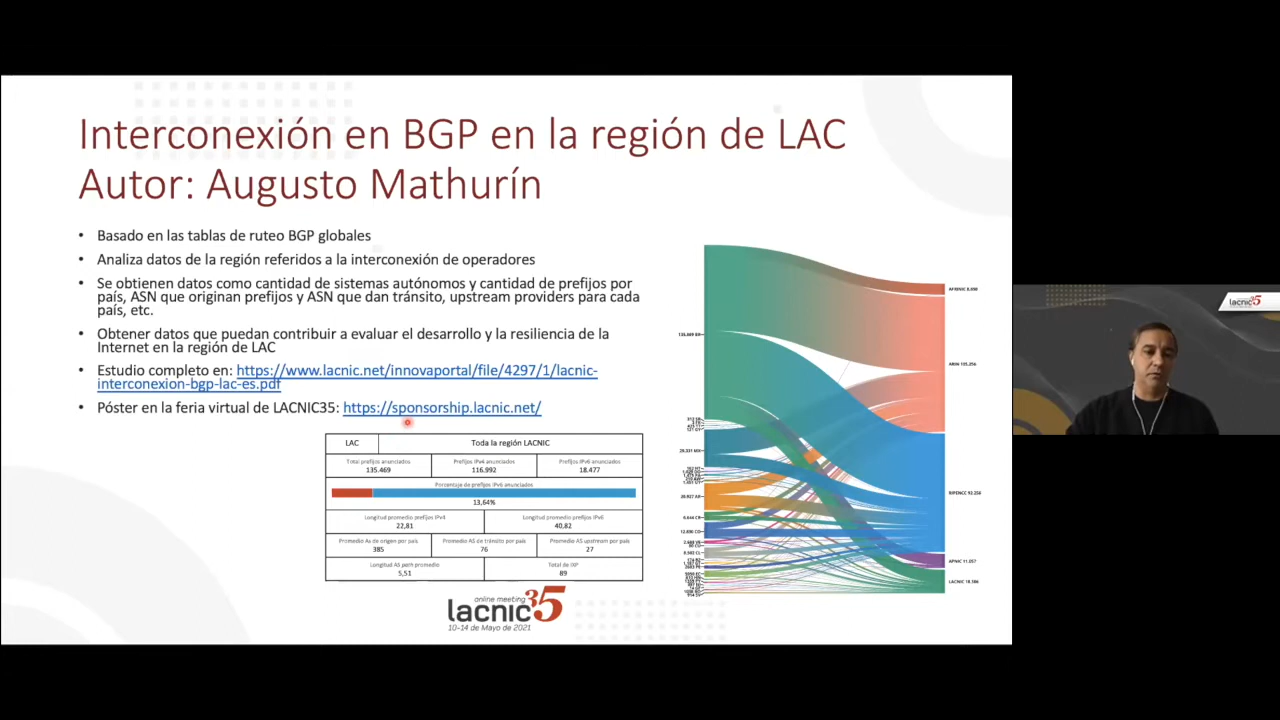 Interconexión en BGP en la región de LAC
Autor: Augusto Mathurín
• Basado en las tablas de ruteo BGP globales
• Analiza datos de la región referidos a la interconexión de operadores
• Se obtienen datos como cantidad de sistemas autónomos y cantidad de prefijos por
país, ASN que originan prefijos y ASN que dan tránsito, upstream providers para cada
país, etc.
• Obtener datos que puedan contribuir a evaluar el desarrollo y la resiliencia de la
Internet en la región de LAC
• Estudio completo en: https://www.lacnic.net/innovaportal/file/4297/1/lacnic-
interconexion-bgp-lac-es.pdf
• Póster en la feria virtual de LACNIC35: https://sponsorship.lacnic.net/
LAC Toda la región LACNIC
Total prefijos anunciados Prefijos IPv4 anunciados Prefijos IPv6 anunciados
135.469 116.992 18.477
Porcentaje de prefijos IPv6 anunciados
13,64%
Longitud promedio prefijos IPv4 Longitud promedio prefijos IPv6
22,81 40,82
Promedio As de origen por país Promedio AS de tránsito por país Promedio AS upstream por país
385 76 27
Longitud AS path promedio Total de IXP
5,51 89
ARIN 105.256
RIPENCC 92.256
APNIC 11.057
online meeting
lacnic35
10-14 de Mayo de 2021
lacnic35